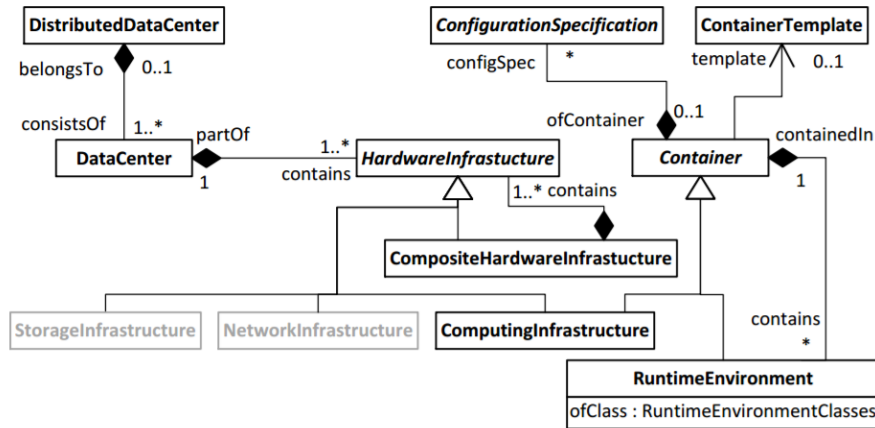 DistributedDataCenter
ConfigurationSpecification
ContainerTemplate
belongsTo
0..1
configSpec
*
template
0..1
consistsOf
1..*
partOf
1..*
ofContainer
0..1
containedIn
DataCenter
1
contains
HardwareInfrastucture
Container
1
1..*
contains
CompositeHardwareInfrastucture
StorageInfrastructure
NetworkInfrastructure
ComputingInfrastructure
contains
*
RuntimeEnvironment
ofClass : RuntimeEnvironmentClasses